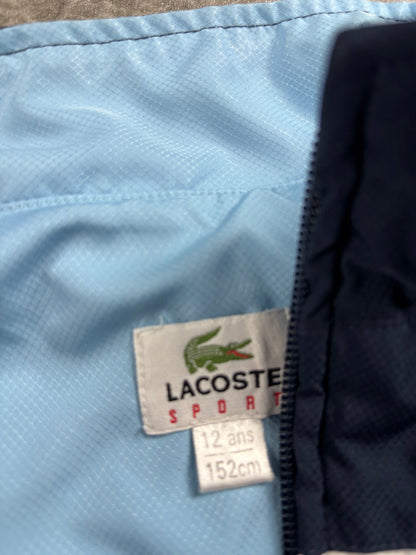 LACOSTE
SPORT
12 ans
152cm